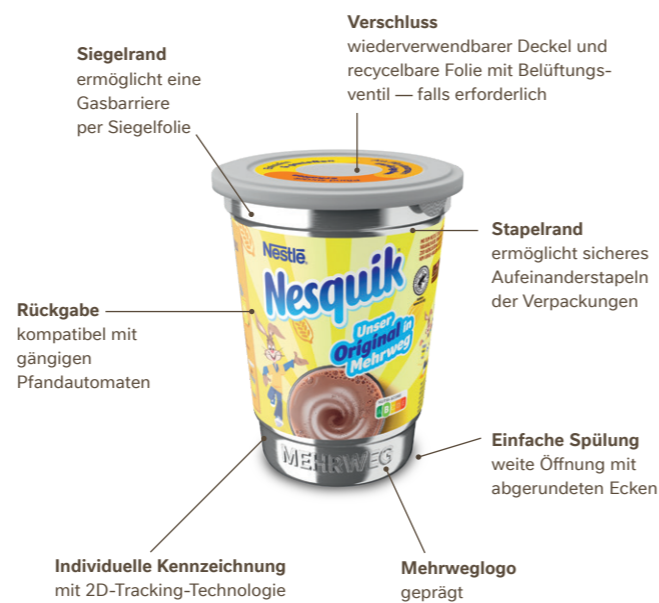 Verschluss
wiederverwendbarer Deckel und
recycelbare Folie mit Belüftungs-
ventil — falls erforderlich
Siegelrand
ermöglicht eine
Gasbarriere
per Siegelfolie
Stapelrand
ermöglicht sicheres
Aufeinanderstapeln
der Verpackungen
Nestlé
Nesquik
Unser
Original in
Mehrweg
Rückgabe
kompatibel mit
gängigen
Pfandautomaten
Einfache Spülung
weite Öffnung mit
abgerundeten Ecken
MEHRWEG
Individuelle Kennzeichnung
mit 2D-Tracking-Technologie
Mehrweglogo
geprägt